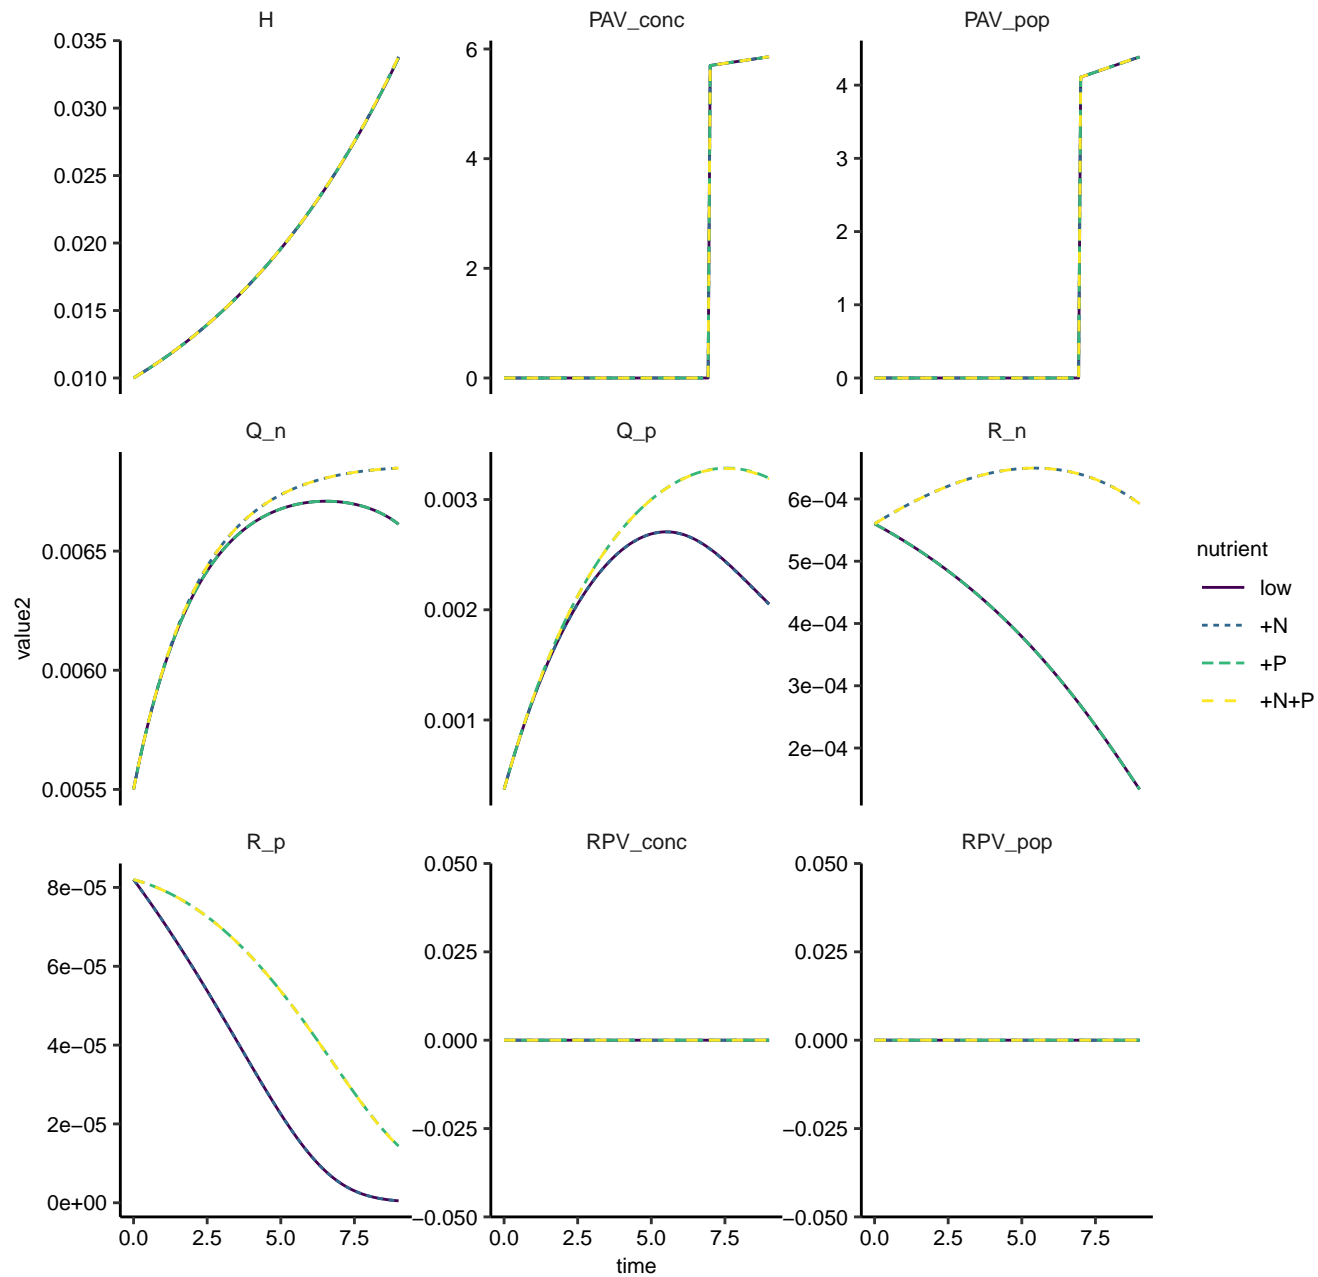 H
PAV_conc
PAV_pop
0.035
0.030
0.025
0.020
0.015
0.010
6
4
2
0
4
3
2
1
0
Q_n
Q_p
R_n
0.0065
0.0060
0.0055
0.003
0.002
0.001
6e−04
5e−04
4e−04
3e−04
2e−04
R_p
RPV_conc
RPV_pop
8e−05
6e−05
4e−05
2e−05
0e+00
0.050
0.025
0.000
−0.025
−0.050
0.050
0.025
0.000
−0.025
−0.050
0.0 2.5 5.0 7.5
0.0 2.5 5.0 7.5
0.0 2.5 5.0 7.5
time
value2
nutrient
low
+N
+P
+N+P